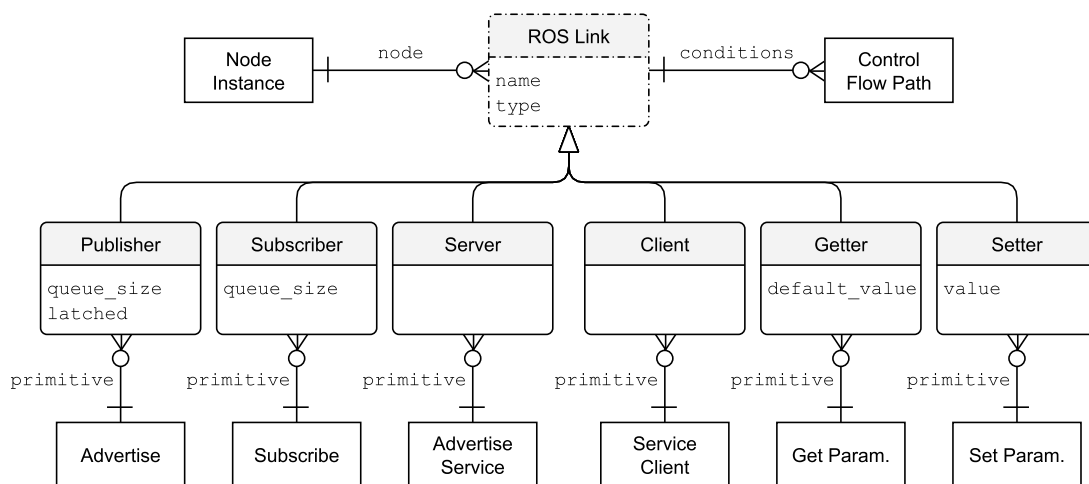 ROS Link
Node
Instance
node
name
type
conditions
Control
Flow Path
Publisher
queue_size
latched
Subscriber
queue_size
Server
Client
Getter
default_value
Setter
value
primitive
primitive
primitive
primitive
primitive
primitive
Advertise
Subscribe
Advertise
Service
Service
Client
Get Param.
Set Param.